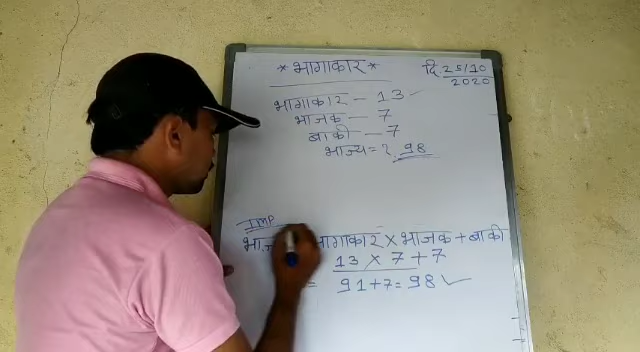 * भागाकार *
दि. 25/10
2020
भागाकार — 13
भाजक — 7
बाकी — 7
भाज्य = ? 98
IMP
भागाकार × भाजक + बाकी
13 × 7 + 7
= 91 + 7 = 98 ✓